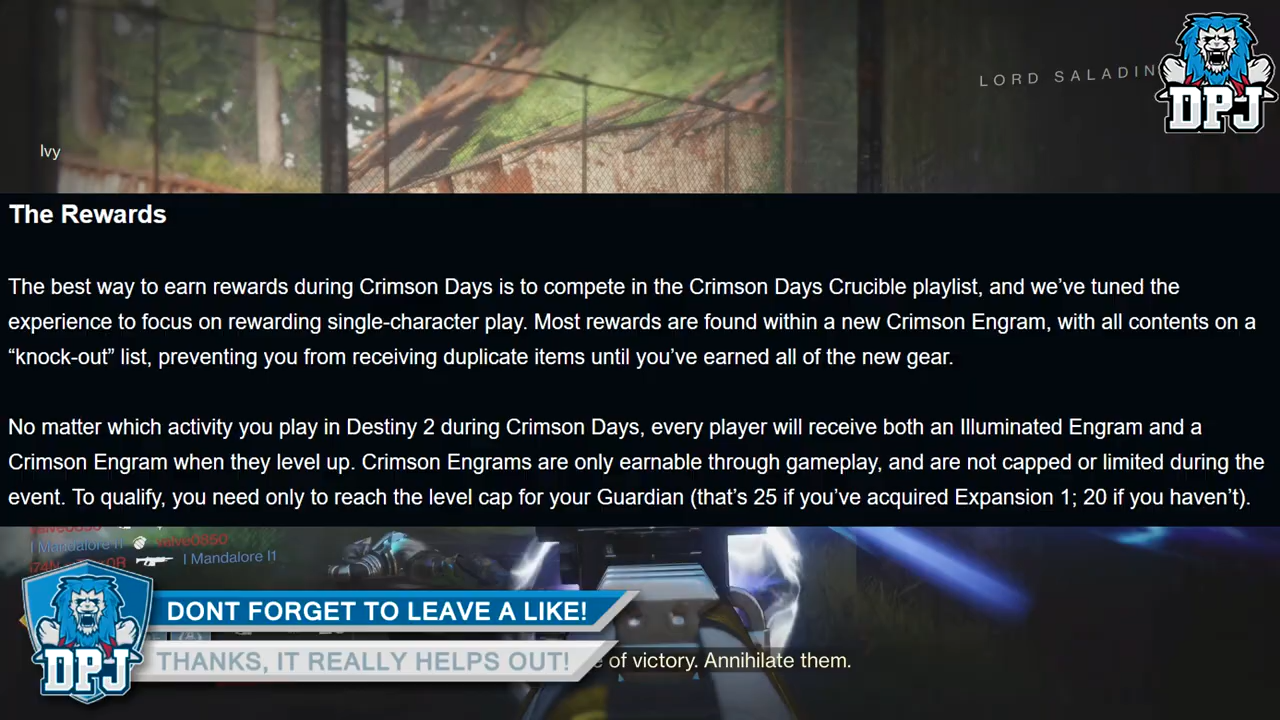 LORD SALADIN
DPJ
Ivy
The Rewards
The best way to earn rewards during Crimson Days is to compete in the Crimson Days Crucible playlist, and we’ve tuned the
experience to focus on rewarding single-character play. Most rewards are found within a new Crimson Engram, with all contents on a
“knock-out” list, preventing you from receiving duplicate items until you’ve earned all of the new gear.
No matter which activity you play in Destiny 2 during Crimson Days, every player will receive both an Illuminated Engram and a
Crimson Engram when they level up. Crimson Engrams are only earnable through gameplay, and are not capped or limited during the
event. To qualify, you need only to reach the level cap for your Guardian (that’s 25 if you’ve acquired Expansion 1; 20 if you haven’t).
I Mandalore I1 salve0850
I Mandalore I1
DONT FORGET TO LEAVE A LIKE!
DPJ
THANKS, IT REALLY HELPS OUT! of victory. Annihilate them.